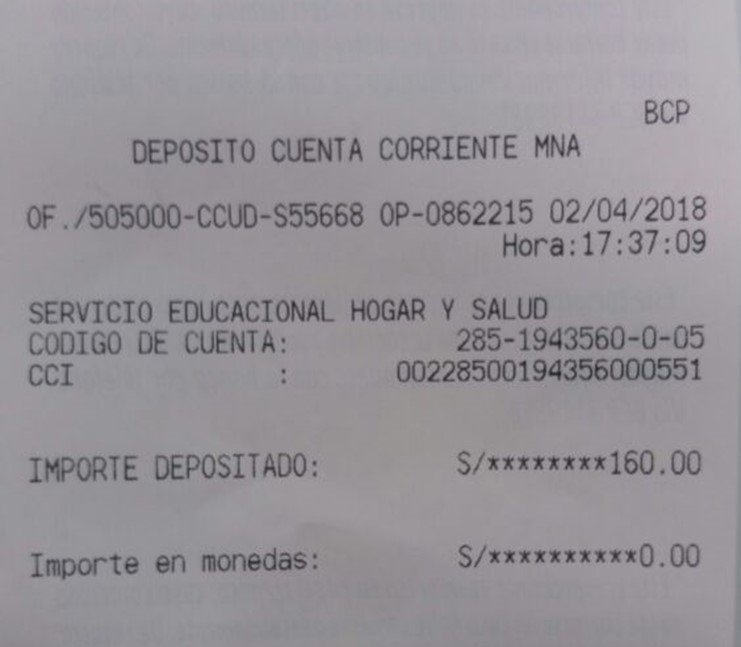 BCP
DEPOSITO CUENTA CORRIENTE MNA
OF./505000-CCUD-S55668 OP-0862215 02/04/2018
Hora:17:37:09
SERVICIO EDUCACIONAL HOGAR Y SALUD
CODIGO DE CUENTA: 285-1943560-0-05
CCI : 00228500194356000551
IMPORTE DEPOSITADO: S/********160.00
Importe en monedas: S/**********0.00